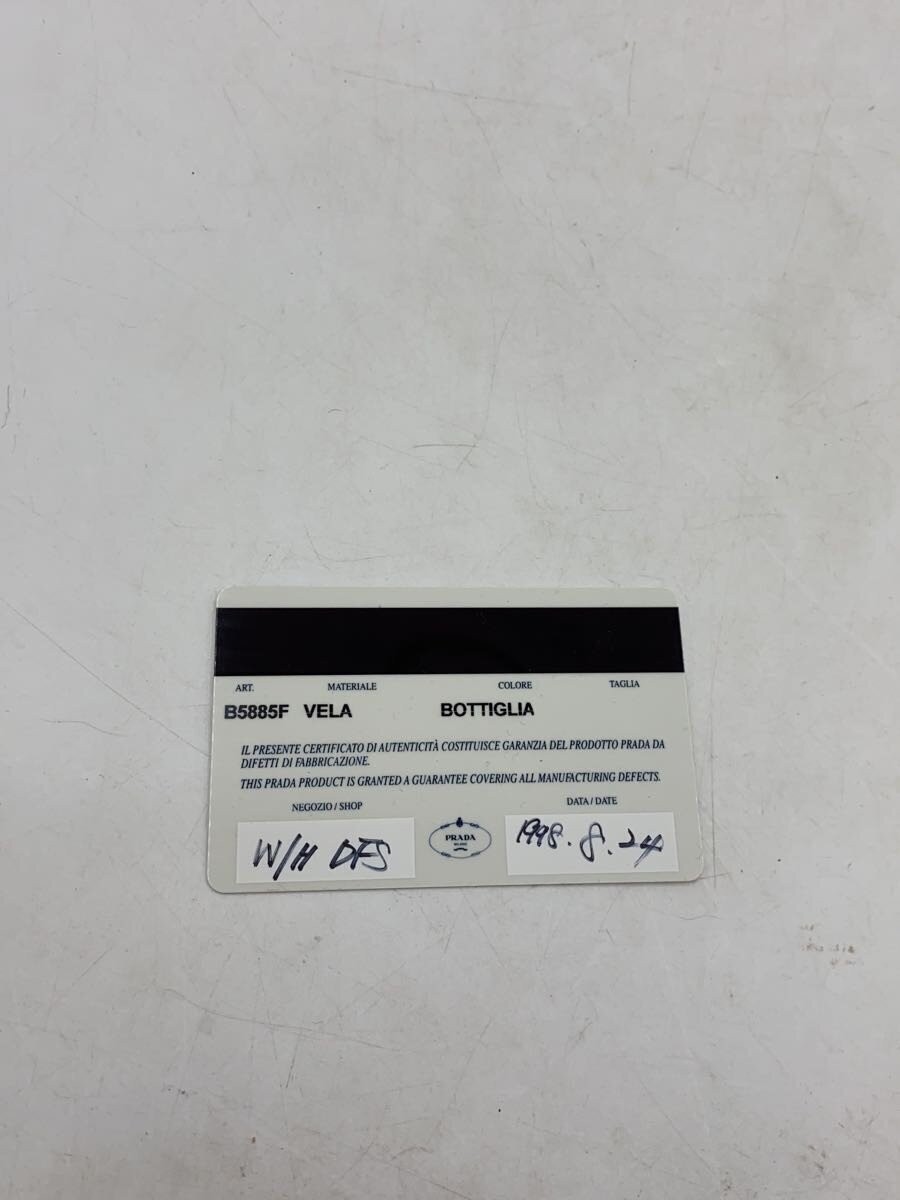 ART. MATERIALE COLORE TAGLIA
B5885F VELA BOTTIGLIA
IL PRESENTE CERTIFICATO DI AUTENTICITÀ COSTITUISCE GARANZIA DEL PRODOTTO PRADA DA
DIFETTI DI FABBRICAZIONE.
THIS PRADA PRODUCT IS GRANTED A GUARANTEE COVERING ALL MANUFACTURING DEFECTS.
NEGOZIO / SHOP DATA / DATE
W/H DFS PRADA 1998.8.24
MILANO